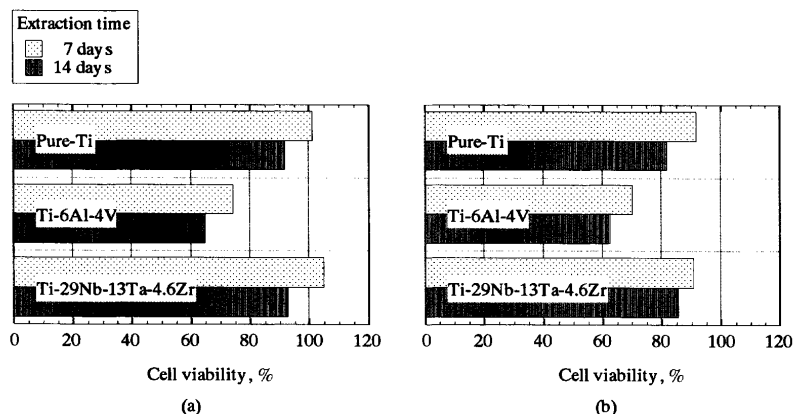 Extraction time
7 days
14 days
Pure-Ti
Ti-6Al-4V
Ti-29Nb-13Ta-4.6Zr
0 20 40 60 80 100 120
Cell viability, %
(a)
Pure-Ti
Ti-6Al-4V
Ti-29Nb-13Ta-4.6Zr
0 20 40 60 80 100 120
Cell viability, %
(b)